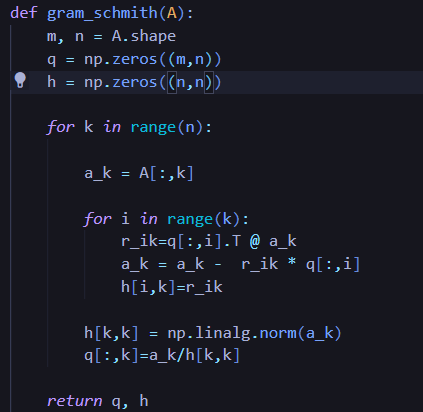 def gram_schmith(A):
    m, n = A.shape
    q = np.zeros((m,n))
    h = np.zeros((n,n))
    for k in range(n):
        a_k = A[:,k]
        for i in range(k):
            r_ik=q[:,i].T @ a_k
            a_k = a_k -  r_ik * q[:,i]
            h[i,k]=r_ik
        h[k,k] = np.linalg.norm(a_k)
        q[:,k]=a_k/h[k,k]
    return q, h